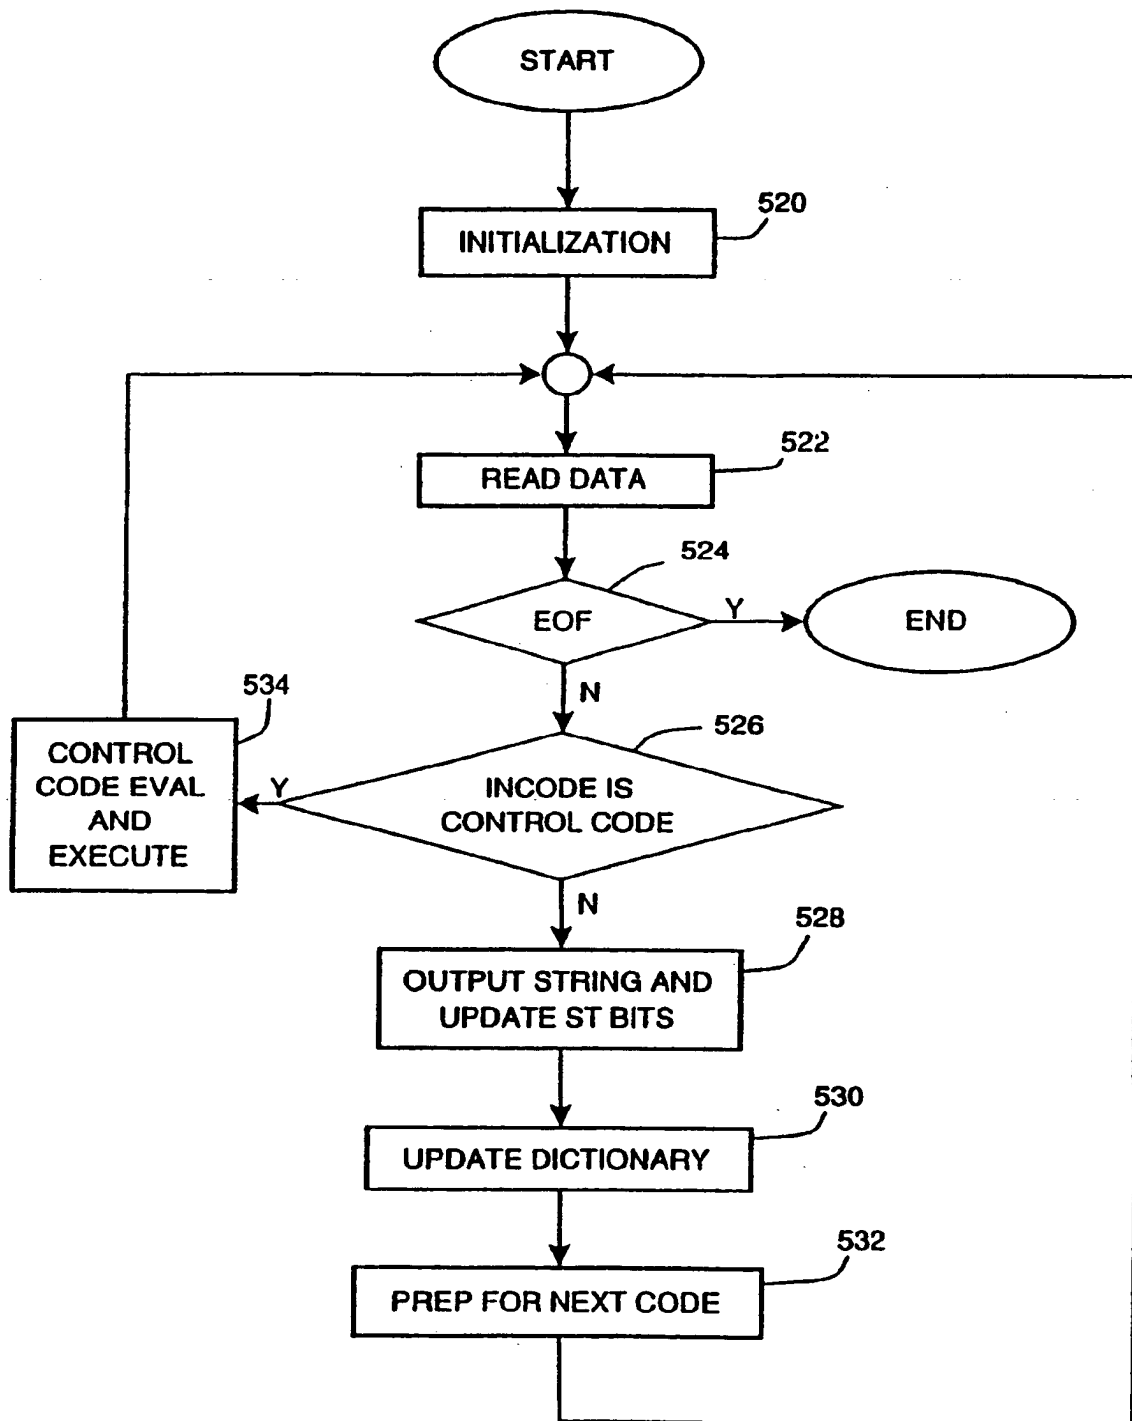 START
520
INITIALIZATION
522
READ DATA
524
EOF
Y
END
N
534
526
CONTROL
CODE EVAL
AND
EXECUTE
Y
INCODE IS
CONTROL CODE
N
528
OUTPUT STRING AND
UPDATE ST BITS
530
UPDATE DICTIONARY
532
PREP FOR NEXT CODE